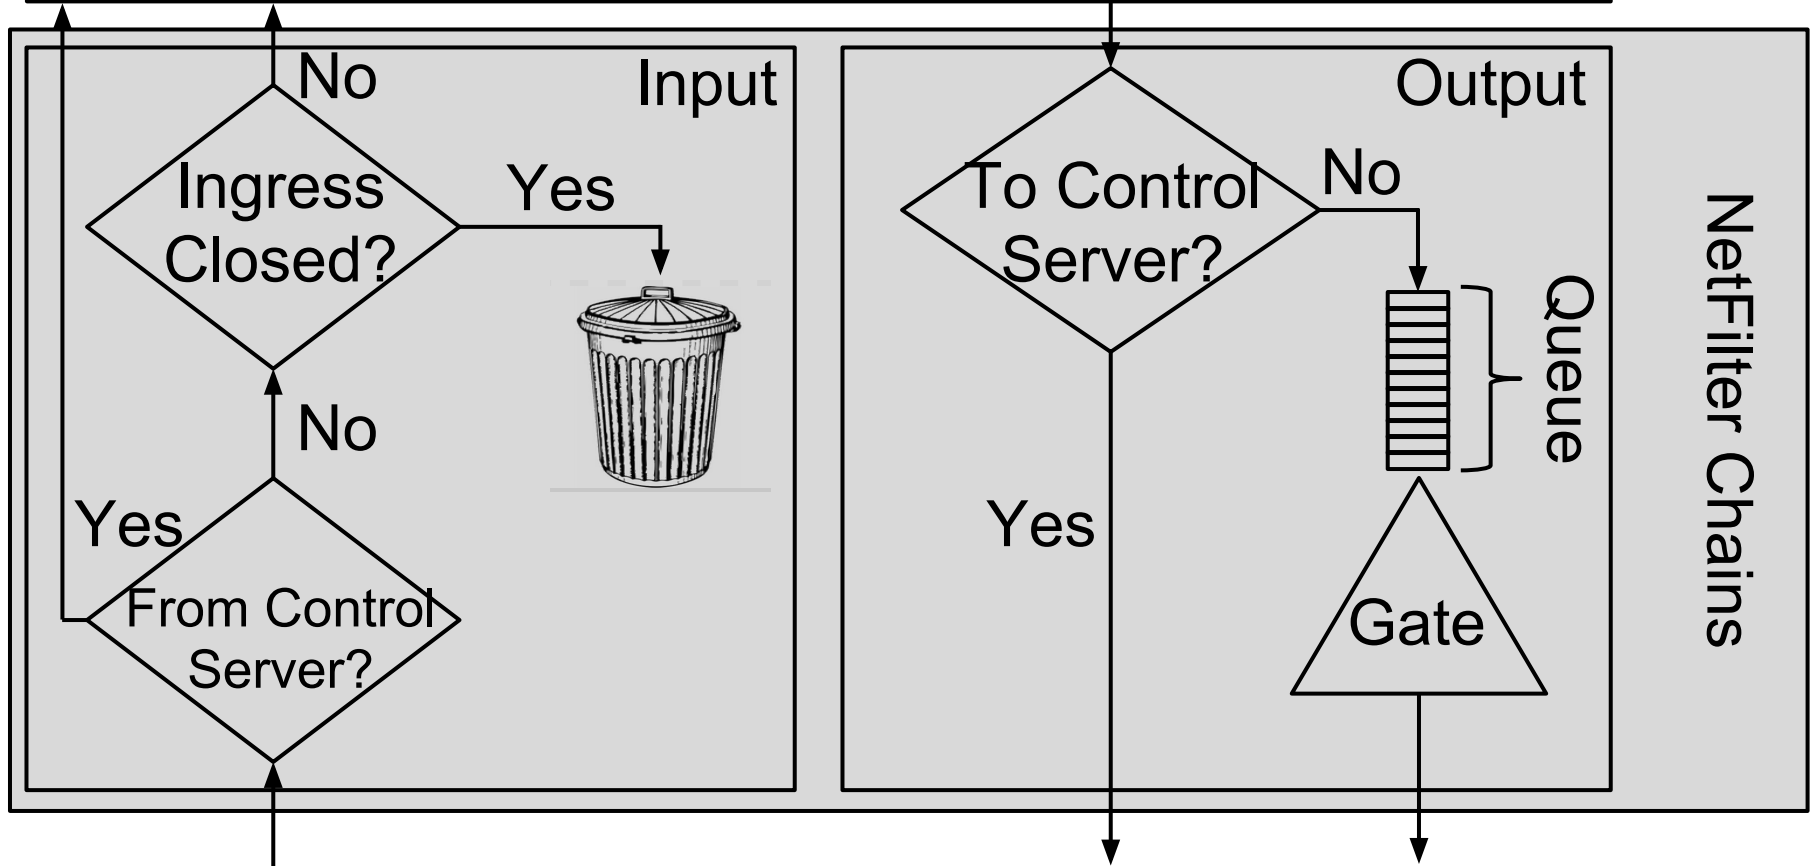 No
Input
Ingress
Closed?
Yes
No
Yes
From Control
Server?
Output
To Control
Server?
No
Queue
Yes
Gate
NetFilter Chains